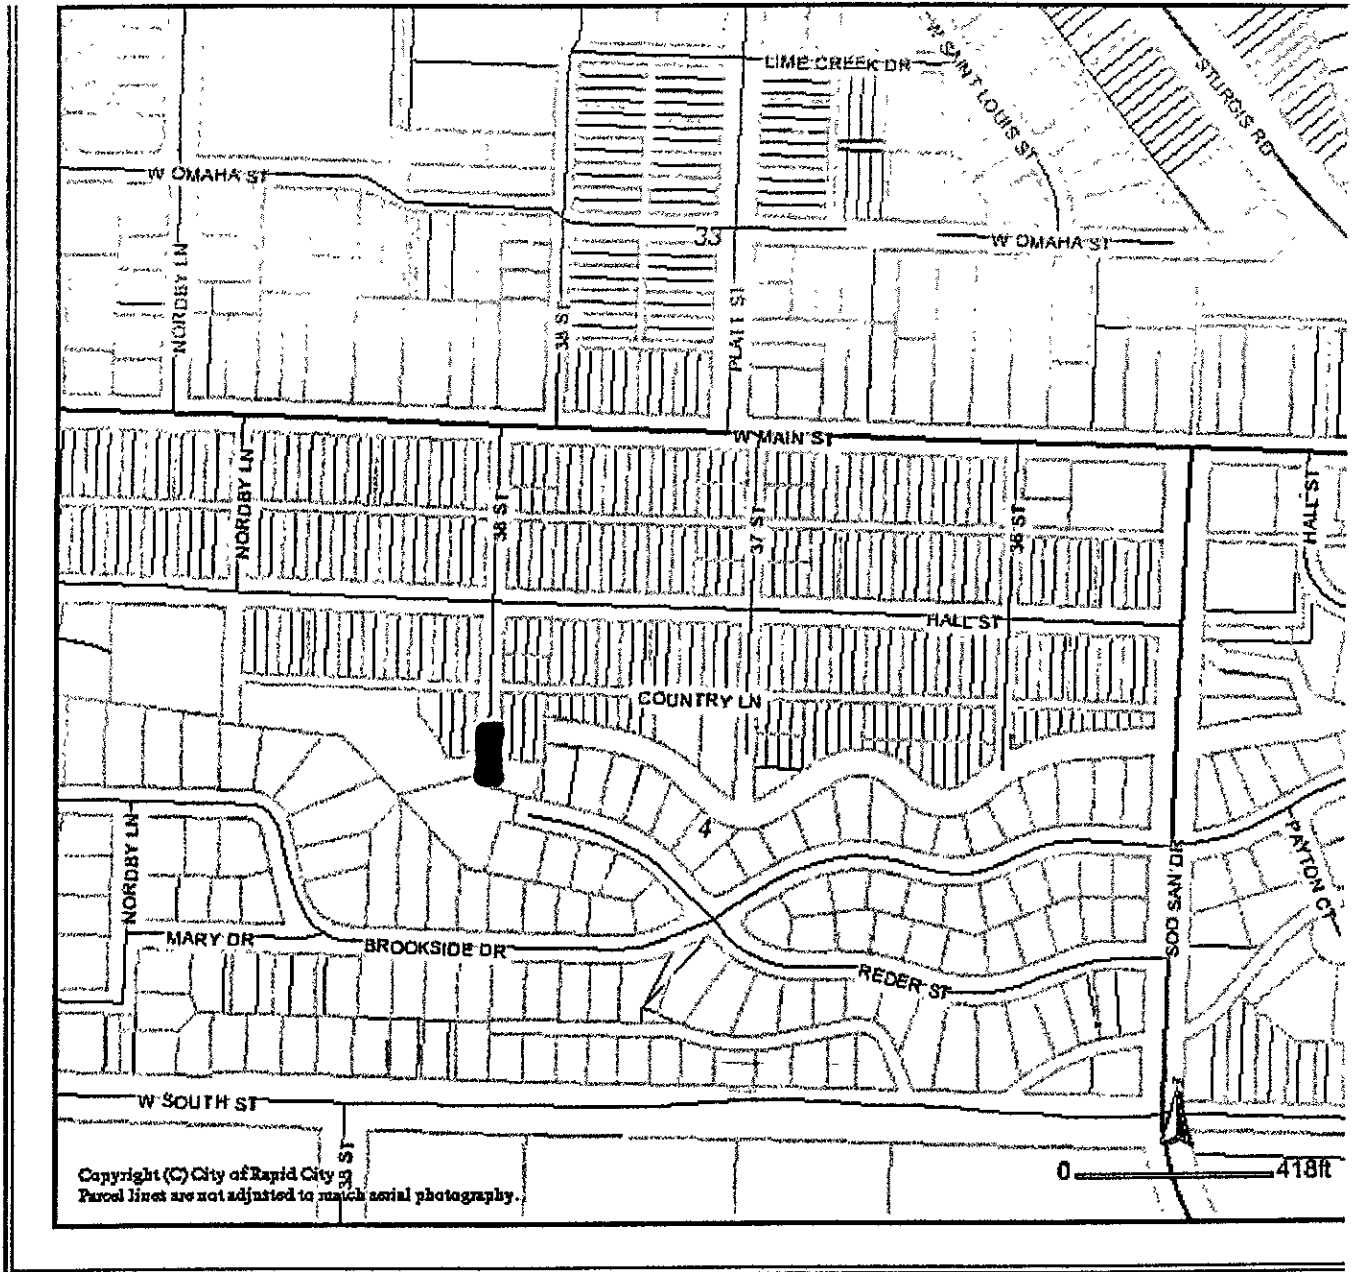 LIME CREEK DR
W SAINT LOUIS ST
STURGIS RD
W OMAHA ST
33
W OMAHA ST
NORDBY LN
38 ST
PLATT ST
W MAIN ST
NORDBY LN
38 ST
37 ST
36 ST
HALL ST
HALL ST
COUNTRY LN
4
NORDBY LN
PAYTON CT
SOO SAN DR
MARY DR
BROOKSIDE DR
REDER ST
W SOUTH ST
38 ST
Copyright (C) City of Rapid City
Parcel lines are not adjusted to match aerial photography.
0 418ft